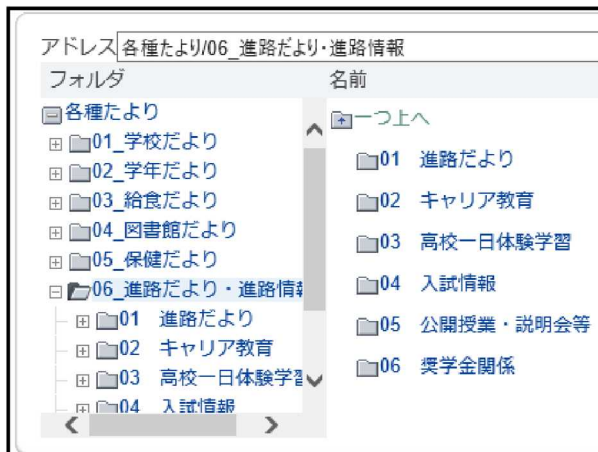 アドレス 各種たより/06_進路だより・進路情報
フォルダ
各種たより
01_学校だより
02_学年だより
03_給食だより
04_図書館だより
05_保健だより
06_進路だより・進路情
01 進路だより
02 キャリア教育
03 高校一日体験学習
04 入試情報
名前
一つ上へ
01 進路だより
02 キャリア教育
03 高校一日体験学習
04 入試情報
05 公開授業・説明会等
06 奨学金関係